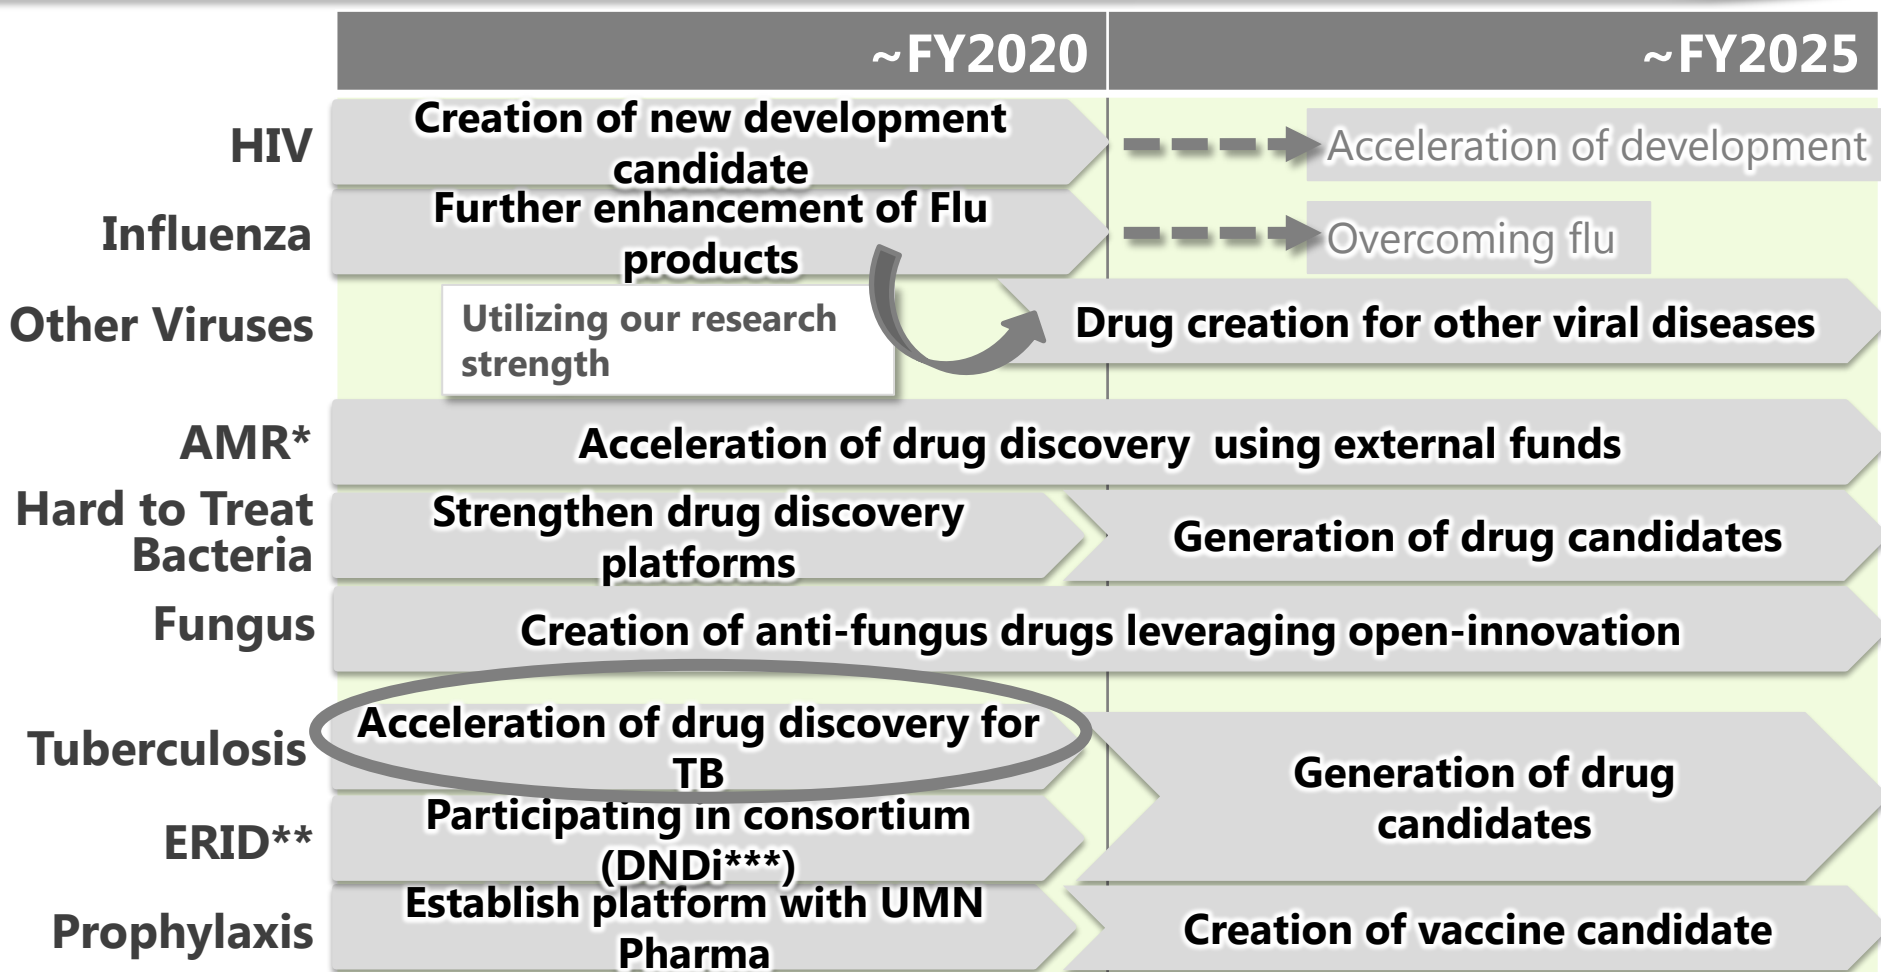 ~FY2020
~FY2025
HIV
Creation of new development
candidate
Acceleration of development
Influenza
Further enhancement of Flu
products
Overcoming flu
Other Viruses
Utilizing our research
strength
Drug creation for other viral diseases
AMR*
Acceleration of drug discovery using external funds
Hard to Treat
Bacteria
Strengthen drug discovery
platforms
Generation of drug candidates
Fungus
Creation of anti-fungus drugs leveraging open-innovation
Tuberculosis
Acceleration of drug discovery for
TB
Generation of drug
candidates
ERID**
Participating in consortium
(DNDi***)
Prophylaxis
Establish platform with UMN
Pharma
Creation of vaccine candidate